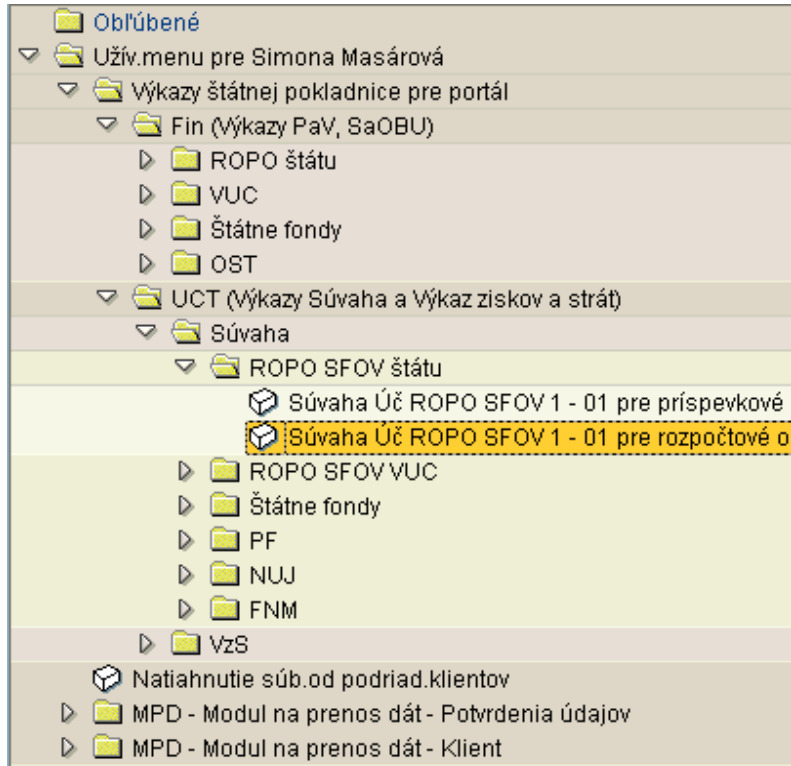 Obľúbené
Užív.menu pre Simona Masárová
Výkazy štátnej pokladnice pre portál
Fin (Výkazy PaV, SaOBU)
ROPO štátu
VUC
Štátne fondy
OST
UCT (Výkazy Súvaha a Výkaz ziskov a strát)
Súvaha
ROPO SFOV štátu
Súvaha Úč ROPO SFOV 1 - 01 pre príspevkové
Súvaha Úč ROPO SFOV 1 - 01 pre rozpočtové o
ROPO SFOV VUC
Štátne fondy
PF
NUJ
FNM
VzS
Natiahnutie súb.od podriad.klientov
MPD - Modul na prenos dát - Potvrdenia údajov
MPD - Modul na prenos dát - Klient